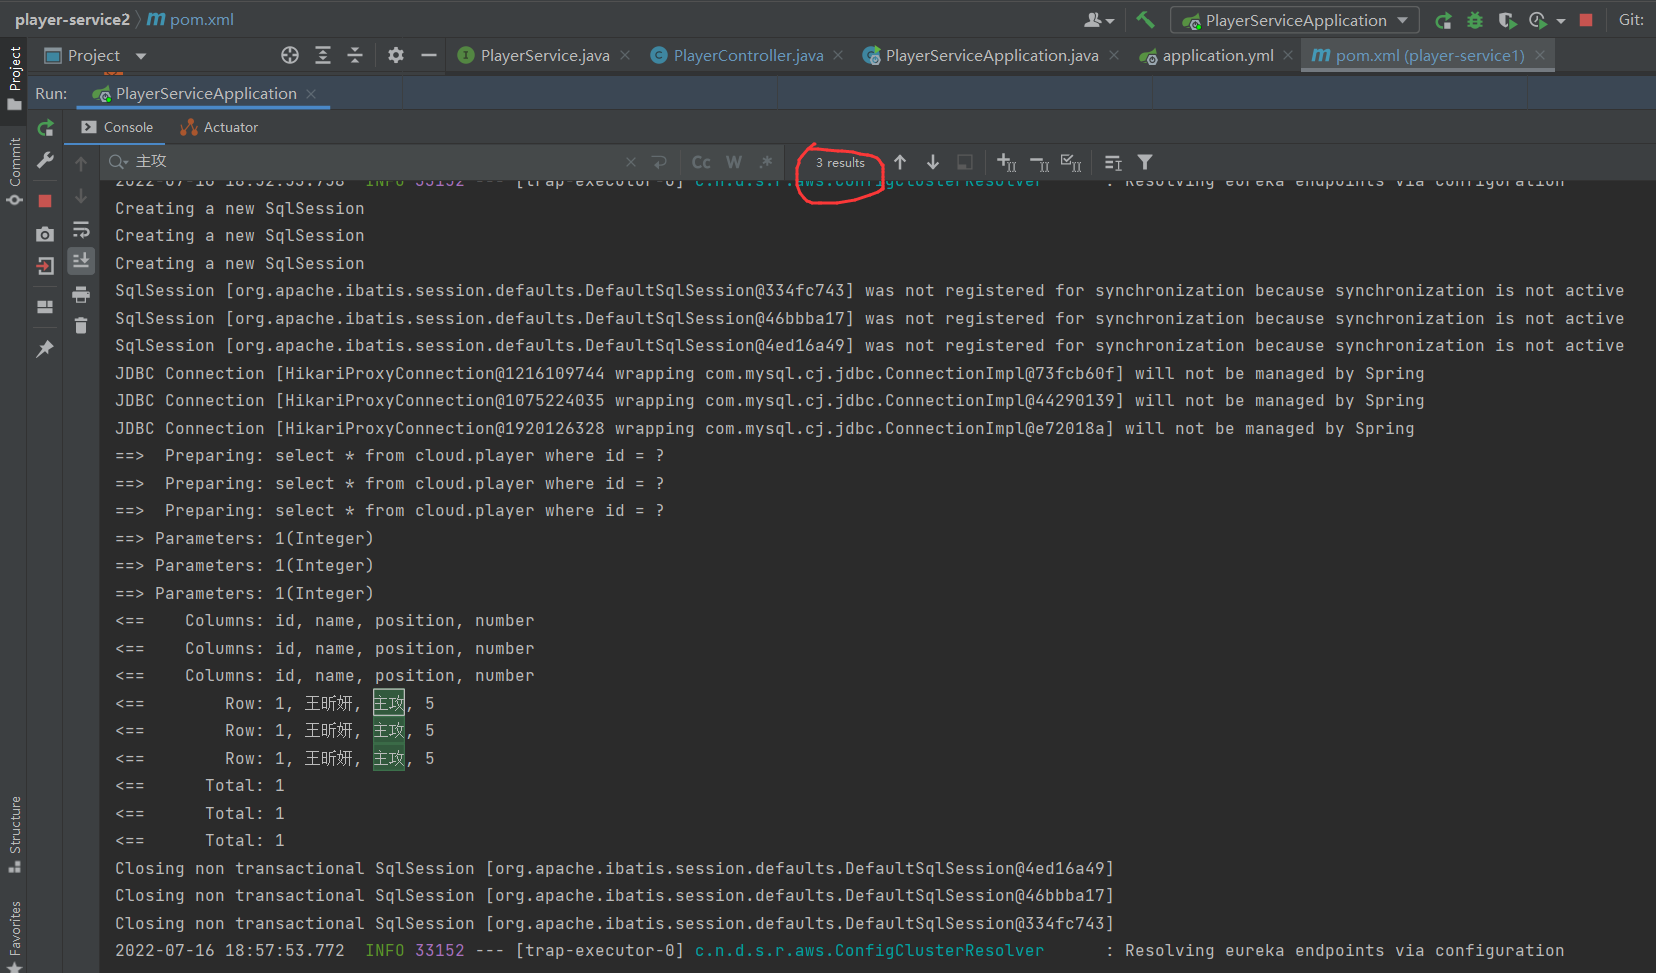 player-service2 〉 m pom.xml
PlayerServiceApplication
Git:
Project
PlayerService.java
PlayerController.java
PlayerServiceApplication.java
application.yml
m pom.xml (player-service1)
Project
Commit
Structure
Favorites
Run: PlayerServiceApplication
Console Actuator
主攻 Cc W .* 3 results
2022-07-16 18:52:53.758 INFO 33152 --- [trap-executor-0] c.n.d.s.r.aws.ConfigClusterResolver : Resolving eureka endpoints via configuration
Creating a new SqlSession
Creating a new SqlSession
Creating a new SqlSession
SqlSession [org.apache.ibatis.session.defaults.DefaultSqlSession@334fc743] was not registered for synchronization because synchronization is not active
SqlSession [org.apache.ibatis.session.defaults.DefaultSqlSession@46bbba17] was not registered for synchronization because synchronization is not active
SqlSession [org.apache.ibatis.session.defaults.DefaultSqlSession@4ed16a49] was not registered for synchronization because synchronization is not active
JDBC Connection [HikariProxyConnection@1216109744 wrapping com.mysql.cj.jdbc.ConnectionImpl@73fcb60f] will not be managed by Spring
JDBC Connection [HikariProxyConnection@1075224035 wrapping com.mysql.cj.jdbc.ConnectionImpl@44290139] will not be managed by Spring
JDBC Connection [HikariProxyConnection@1920126328 wrapping com.mysql.cj.jdbc.ConnectionImpl@e72018a] will not be managed by Spring
==>  Preparing: select * from cloud.player where id = ?
==>  Preparing: select * from cloud.player where id = ?
==>  Preparing: select * from cloud.player where id = ?
==> Parameters: 1(Integer)
==> Parameters: 1(Integer)
==> Parameters: 1(Integer)
<==    Columns: id, name, position, number
<==    Columns: id, name, position, number
<==    Columns: id, name, position, number
<==        Row: 1, 王昕妍, 主攻, 5
<==        Row: 1, 王昕妍, 主攻, 5
<==        Row: 1, 王昕妍, 主攻, 5
<==      Total: 1
<==      Total: 1
<==      Total: 1
Closing non transactional SqlSession [org.apache.ibatis.session.defaults.DefaultSqlSession@4ed16a49]
Closing non transactional SqlSession [org.apache.ibatis.session.defaults.DefaultSqlSession@46bbba17]
Closing non transactional SqlSession [org.apache.ibatis.session.defaults.DefaultSqlSession@334fc743]
2022-07-16 18:57:53.772 INFO 33152 --- [trap-executor-0] c.n.d.s.r.aws.ConfigClusterResolver : Resolving eureka endpoints via configuration